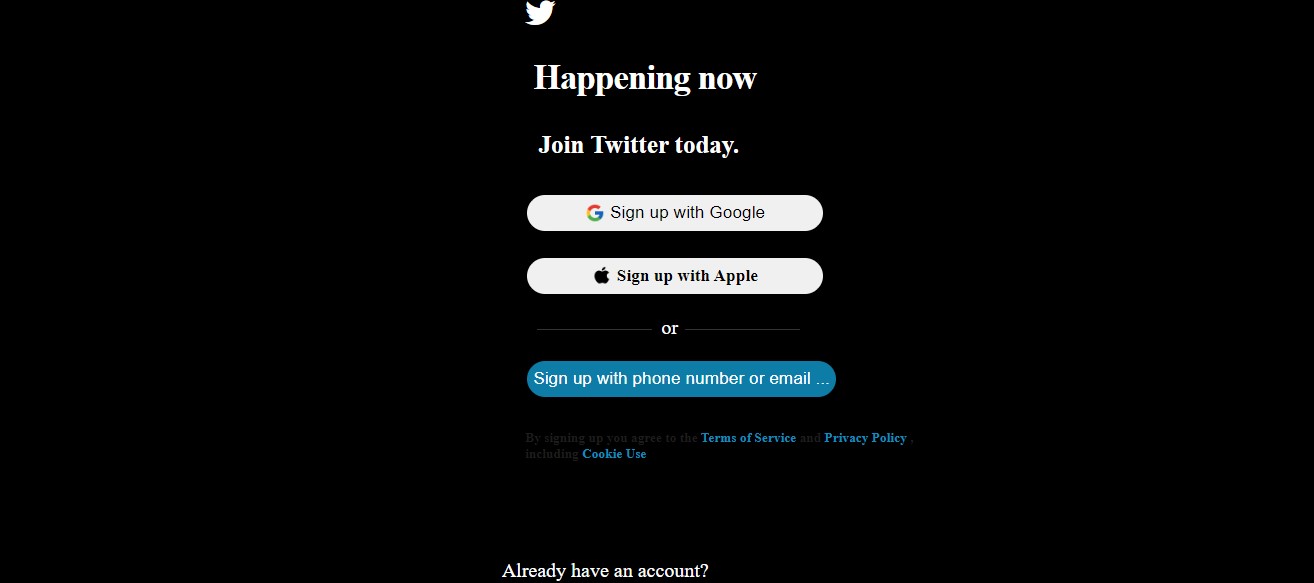 Happening now
Join Twitter today.
Sign up with Google
Sign up with Apple
or
Sign up with phone number or email ...
By signing up you agree to the Terms of Service and Privacy Policy ,
including Cookie Use
Already have an account?